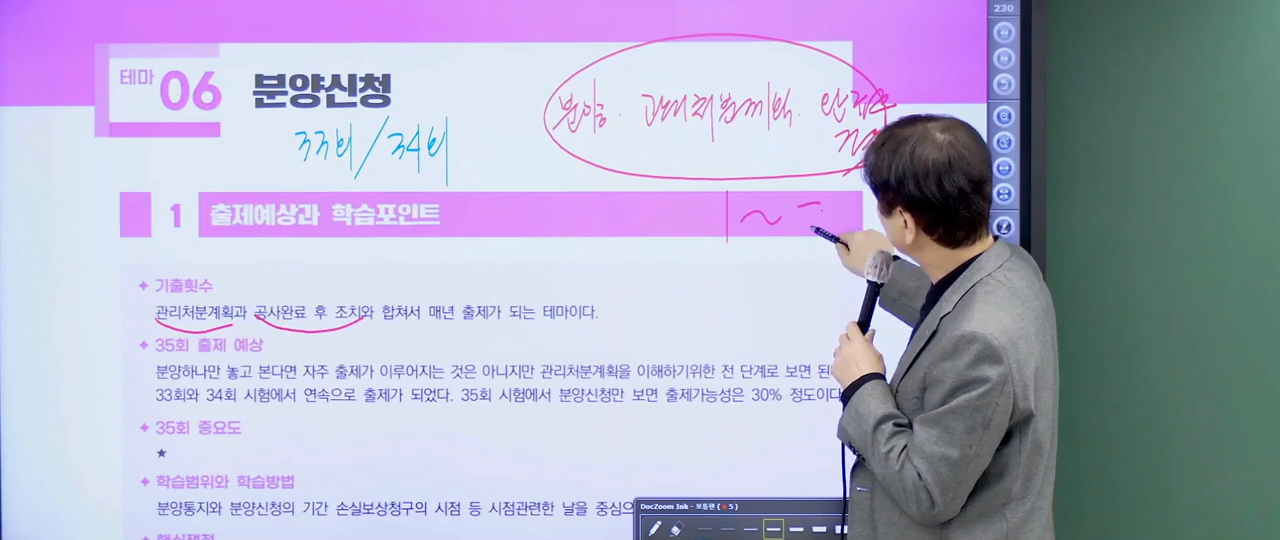 230
테마 06 분양신청
분양. 관리처분계획. 완료후
33회/34회
1 출제예상과 학습포인트
기출횟수
관리처분계획과 공사완료 후 조치와 합쳐서 매년 출제가 되는 테마이다.
35회 출제 예상
분양하나만 놓고 본다면 자주 출제가 이루어지는 것은 아니지만 관리처분계획을 이해하기위한 전 단계로 보면 된
33회와 34회 시험에서 연속으로 출제가 되었다. 35회 시험에서 분양신청만 보면 출제가능성은 30% 정도이다
35회 중요도
★
학습범위와 학습방법
분양통지와 분양신청의 기간 손실보상청구의 시점 등 시점관련한 날을 중심으
DocZoom Ink - 보통펜 ( 5 )
핵심쟁점